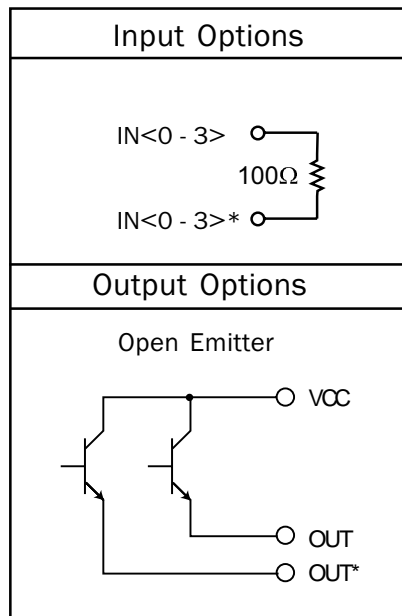 Input Options
IN<0 - 3>
100Ω
IN<0 - 3>*
Output Options
Open Emitter
VCC
OUT
OUT*